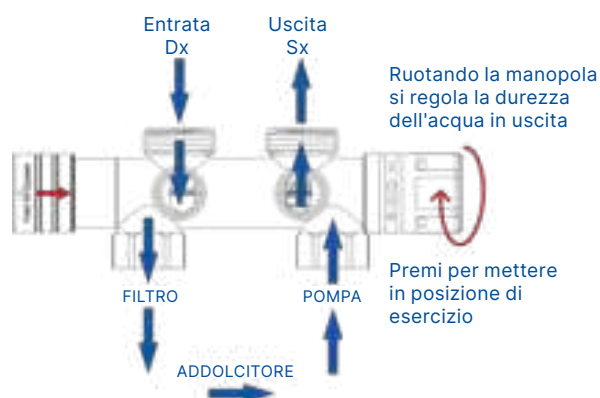 Entrata
Dx
Uscita
Sx
Ruotando la manopola
si regola la durezza
dell'acqua in uscita
Premi per mettere
in posizione di
esercizio
FILTRO
POMPA
ADDOLCITORE